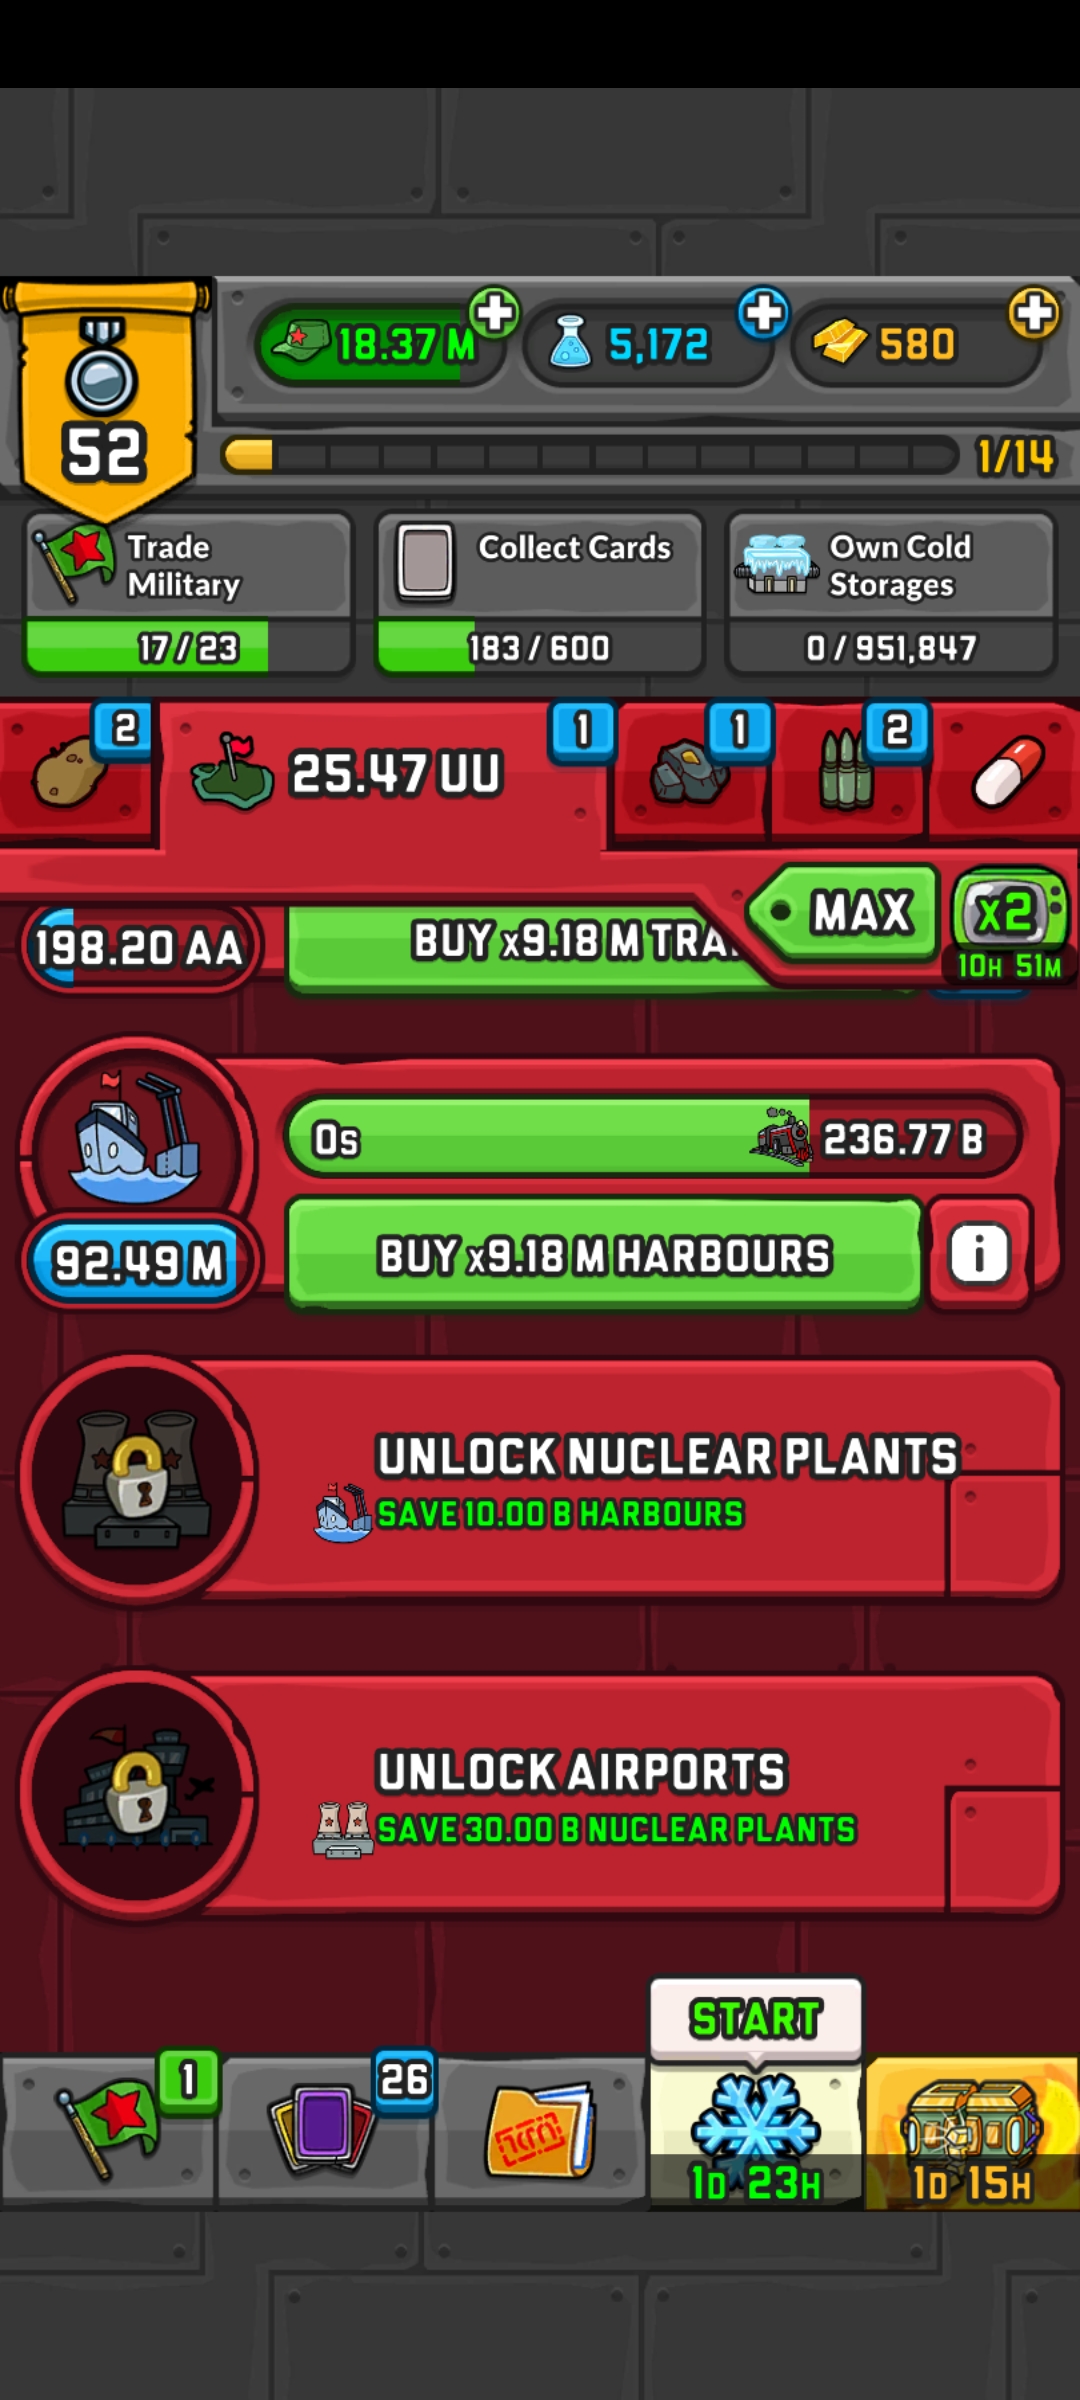 18.37 M
5,172
580
52
1/14
Trade
Military
17 / 23
Collect Cards
183 / 600
Own Cold
Storages
0 / 951,847
2
25.47 UU
1
1
2
MAX
x2
10H 51M
198.20 AA
BUY x9.18 M TRA
0s
236.77 B
92.49 M
BUY x9.18 M HARBOURS
i
UNLOCK NUCLEAR PLANTS
SAVE 10.00 B HARBOURS
UNLOCK AIRPORTS
SAVE 30.00 B NUCLEAR PLANTS
START
1
26
1D 23H
1D 15H